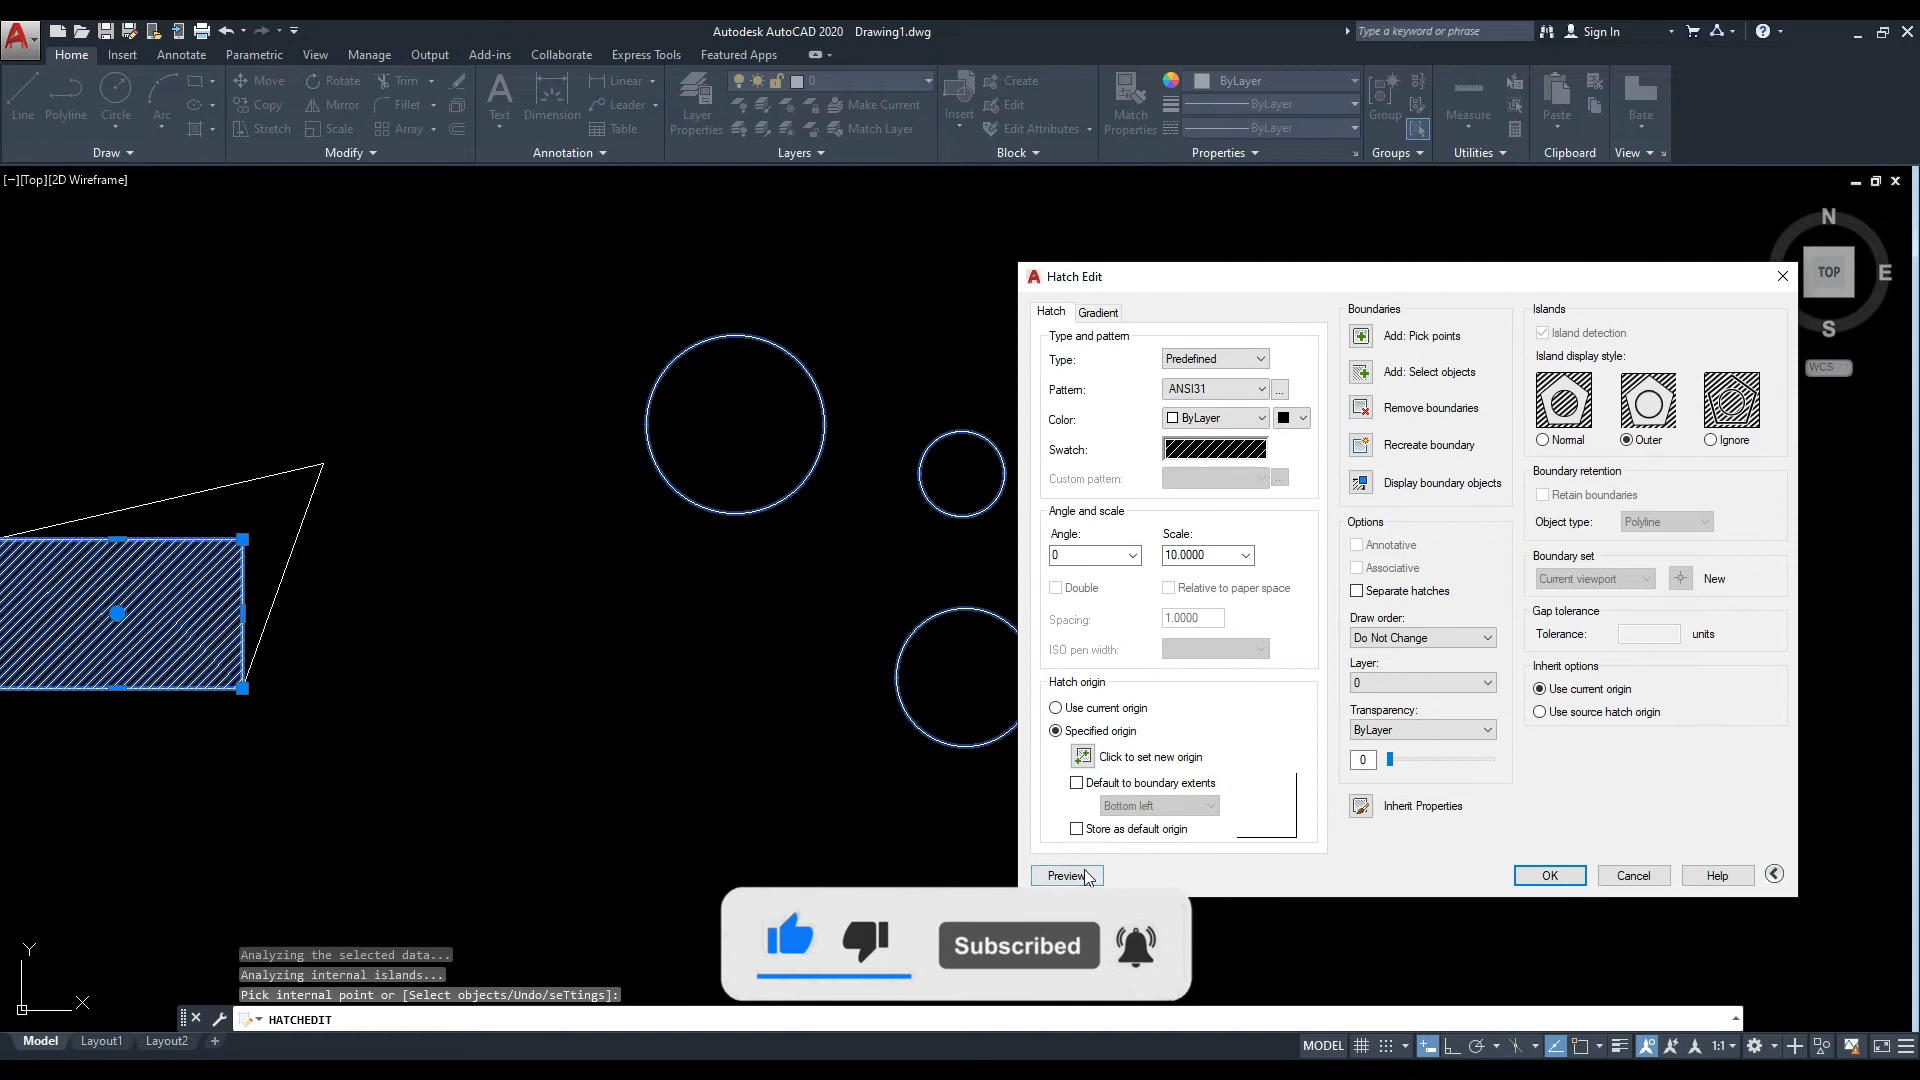 Autodesk AutoCAD 2020 Drawing1.dwg
Type a keyword or phrase
Sign In
Home Insert Annotate Parametric View Manage Output Add-ins Collaborate Express Tools Featured Apps
Line Polyline Circle Arc
Move Rotate Trim
Copy Mirror Fillet
Stretch Scale Array
Text Dimension
Linear
Leader
Table
Layer Properties
0
Make Current
Match Layer
Insert
Create
Edit
Edit Attributes
Match Properties
ByLayer
ByLayer
ByLayer
Group
Measure
Paste
Base
Draw Modify Annotation Layers Block Properties Groups Utilities Clipboard View
[−][Top][2D Wireframe]
N
TOP
E
S
WCS
Hatch Edit
Hatch Gradient
Type and pattern
Type: Predefined
Pattern: ANSI31 ...
Color: ByLayer
Swatch:
Custom pattern: ...
Angle and scale
Angle: Scale:
0 10.0000
Double Relative to paper space
Spacing: 1.0000
ISO pen width:
Hatch origin
Use current origin
Specified origin
Click to set new origin
Default to boundary extents
Bottom left
Store as default origin
Preview
Boundaries
Add: Pick points
Add: Select objects
Remove boundaries
Recreate boundary
Display boundary objects
Options
Annotative
Associative
Separate hatches
Draw order:
Do Not Change
Layer:
0
Transparency:
ByLayer
0
Inherit Properties
Islands
Island detection
Island display style:
Normal Outer Ignore
Boundary retention
Retain boundaries
Object type: Polyline
Boundary set
Current viewport New
Gap tolerance
Tolerance: units
Inherit options
Use current origin
Use source hatch origin
OK Cancel Help
Subscribed
Y
X
Analyzing the selected data...
Analyzing internal islands...
Pick internal point or [Select objects/Undo/seTtings]:
HATCHEDIT
Model Layout1 Layout2 +
MODEL 1:1